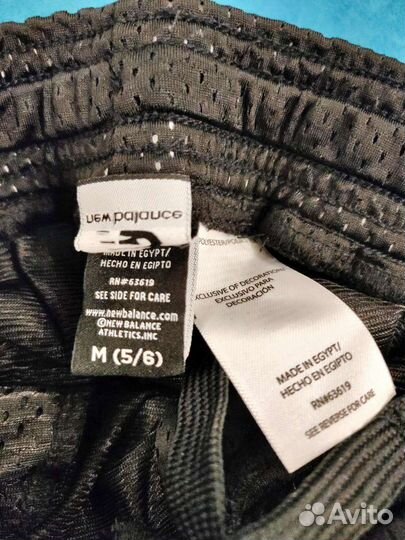 new balance
MADE IN EGYPT/
HECHO EN EGIPTO
RN#63619
SEE SIDE FOR CARE
www.newbalance.com
©NEW BALANCE
ATHLETICS, INC
M (5/6)
EXCLUSIVE OF DECORATION/
EXCLUSIVO PARA
DECORACIÓN
MADE IN EGYPT/
HECHO EN EGIPTO
RN#63619
SEE REVERSE FOR CARE
Avito